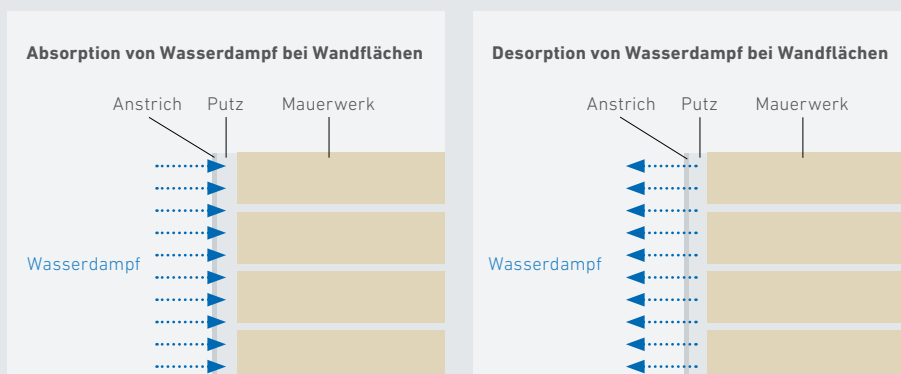 Absorption von Wasserdampf bei Wandflächen
Anstrich Putz Mauerwerk
Wasserdampf
Desorption von Wasserdampf bei Wandflächen
Anstrich Putz Mauerwerk
Wasserdampf